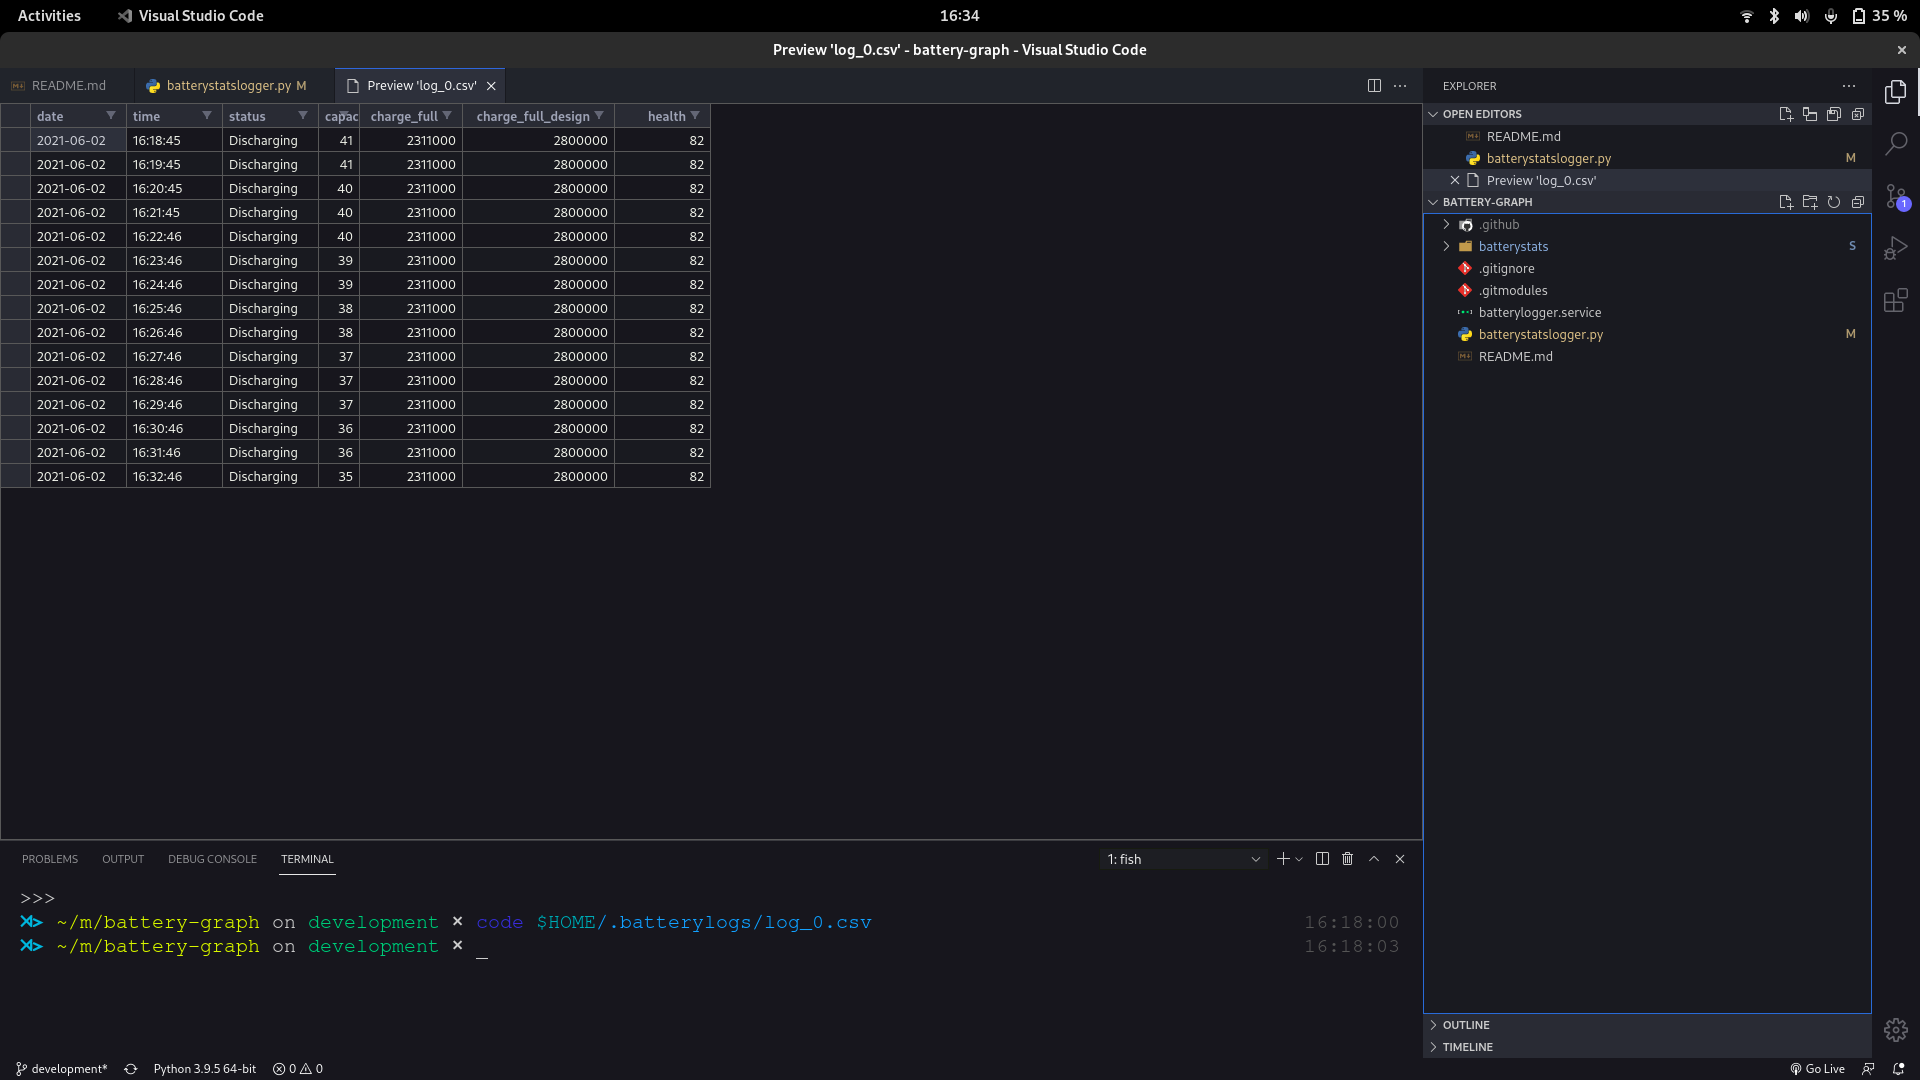 Activities Visual Studio Code 16:34 35 %
Preview 'log_0.csv' - battery-graph - Visual Studio Code
README.md batterystatslogger.py M Preview 'log_0.csv'
date time status capac charge_full charge_full_design health
2021-06-02 16:18:45 Discharging 41 2311000 2800000 82
2021-06-02 16:19:45 Discharging 41 2311000 2800000 82
2021-06-02 16:20:45 Discharging 40 2311000 2800000 82
2021-06-02 16:21:45 Discharging 40 2311000 2800000 82
2021-06-02 16:22:46 Discharging 40 2311000 2800000 82
2021-06-02 16:23:46 Discharging 39 2311000 2800000 82
2021-06-02 16:24:46 Discharging 39 2311000 2800000 82
2021-06-02 16:25:46 Discharging 38 2311000 2800000 82
2021-06-02 16:26:46 Discharging 38 2311000 2800000 82
2021-06-02 16:27:46 Discharging 37 2311000 2800000 82
2021-06-02 16:28:46 Discharging 37 2311000 2800000 82
2021-06-02 16:29:46 Discharging 37 2311000 2800000 82
2021-06-02 16:30:46 Discharging 36 2311000 2800000 82
2021-06-02 16:31:46 Discharging 36 2311000 2800000 82
2021-06-02 16:32:46 Discharging 35 2311000 2800000 82
PROBLEMS OUTPUT DEBUG CONSOLE TERMINAL 1: fish
>>>
~/m/battery-graph on development × code $HOME/.batterylogs/log_0.csv 16:18:00
~/m/battery-graph on development × _ 16:18:03
EXPLORER
OPEN EDITORS
README.md
batterystatslogger.py M
Preview 'log_0.csv'
BATTERY-GRAPH
.github
batterystats S
.gitignore
.gitmodules
batterylogger.service
batterystatslogger.py M
README.md
OUTLINE
TIMELINE
1
development* Python 3.9.5 64-bit 0 0 Go Live